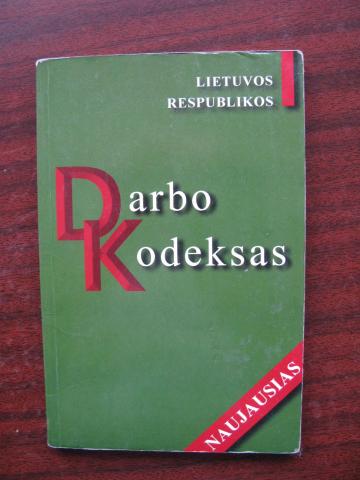 LIETUVOS
RESPUBLIKOS
Darbo
Kodeksas
NAUJAUSIAS